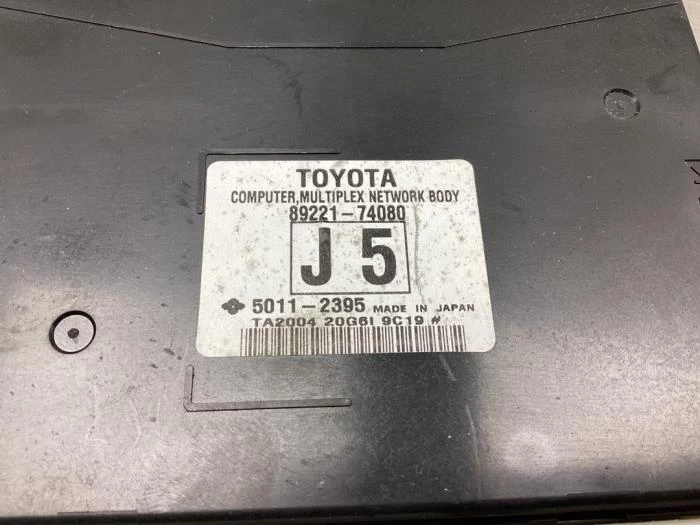 TOYOTA
COMPUTER,MULTIPLEX NETWORK BODY
89221-74080
J 5
5011-2395 MADE IN JAPAN
TA2004 20G6I 9C19 #